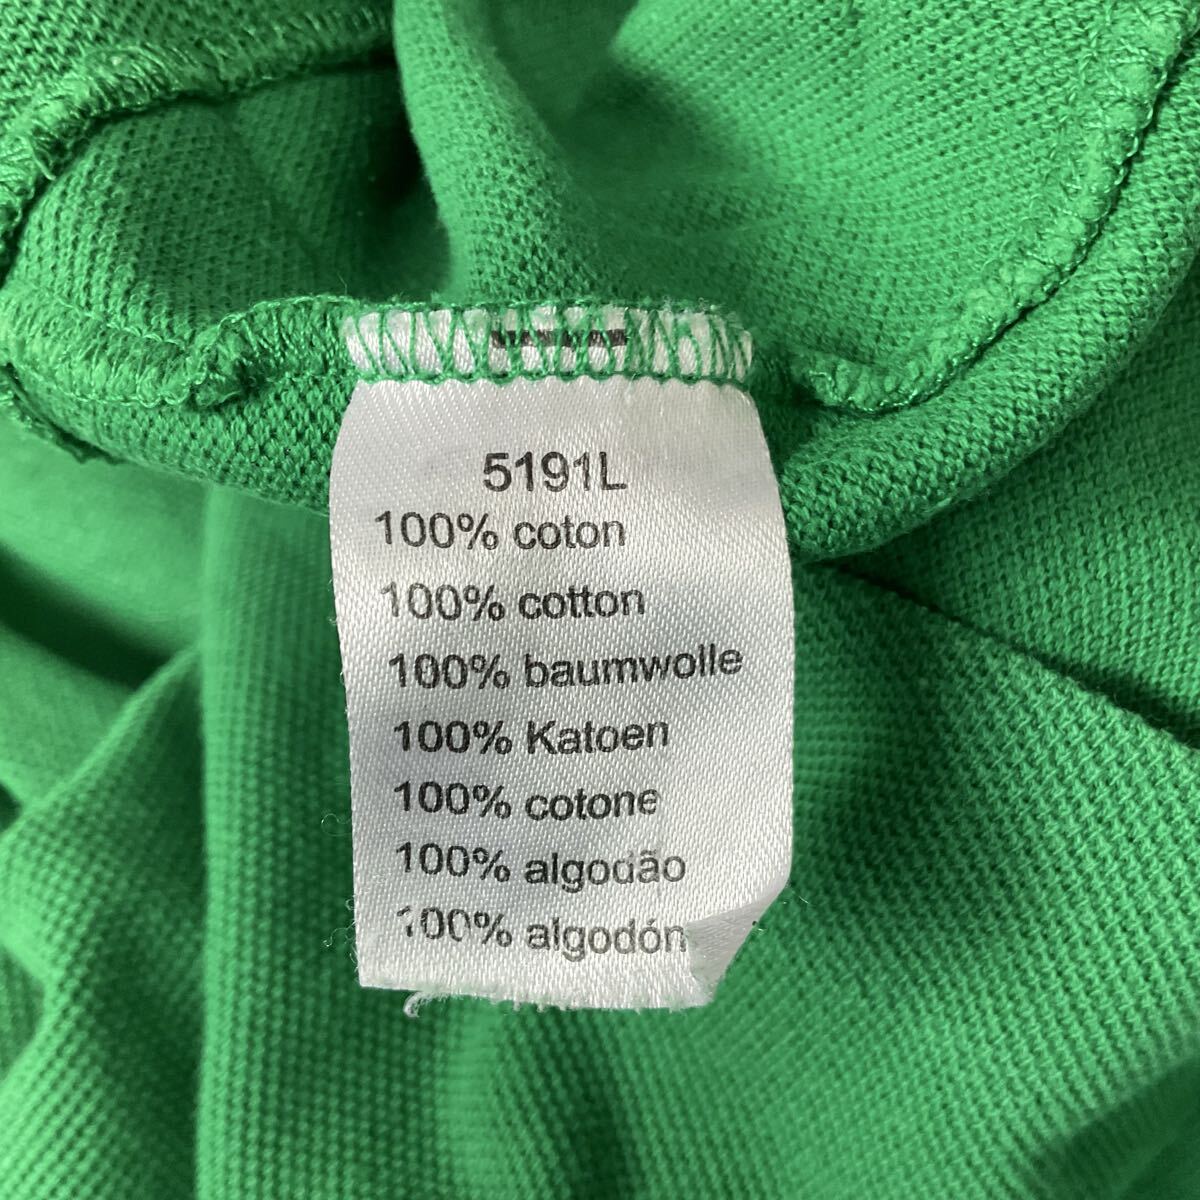 5191L
100% coton
100% cotton
100% baumwolle
100% Katoen
100% cotone
100% algodão
100% algodón